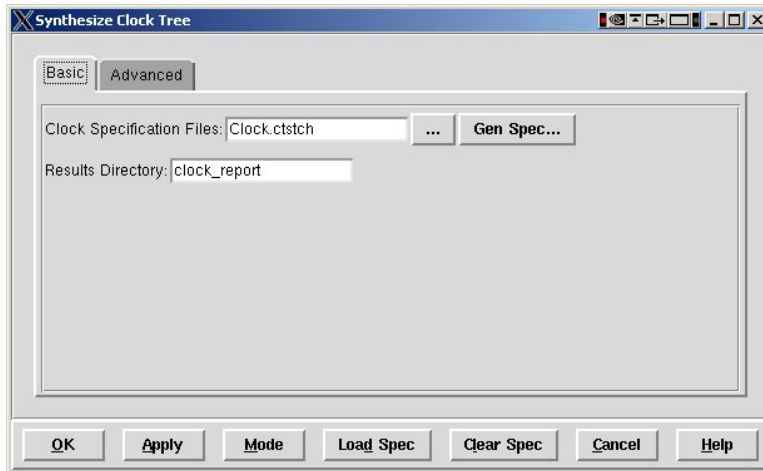 Synthesize Clock Tree
Basic Advanced
Clock Specification Files: Clock.ctstch ... Gen Spec...
Results Directory: clock_report
OK Apply Mode Load Spec Clear Spec Cancel Help